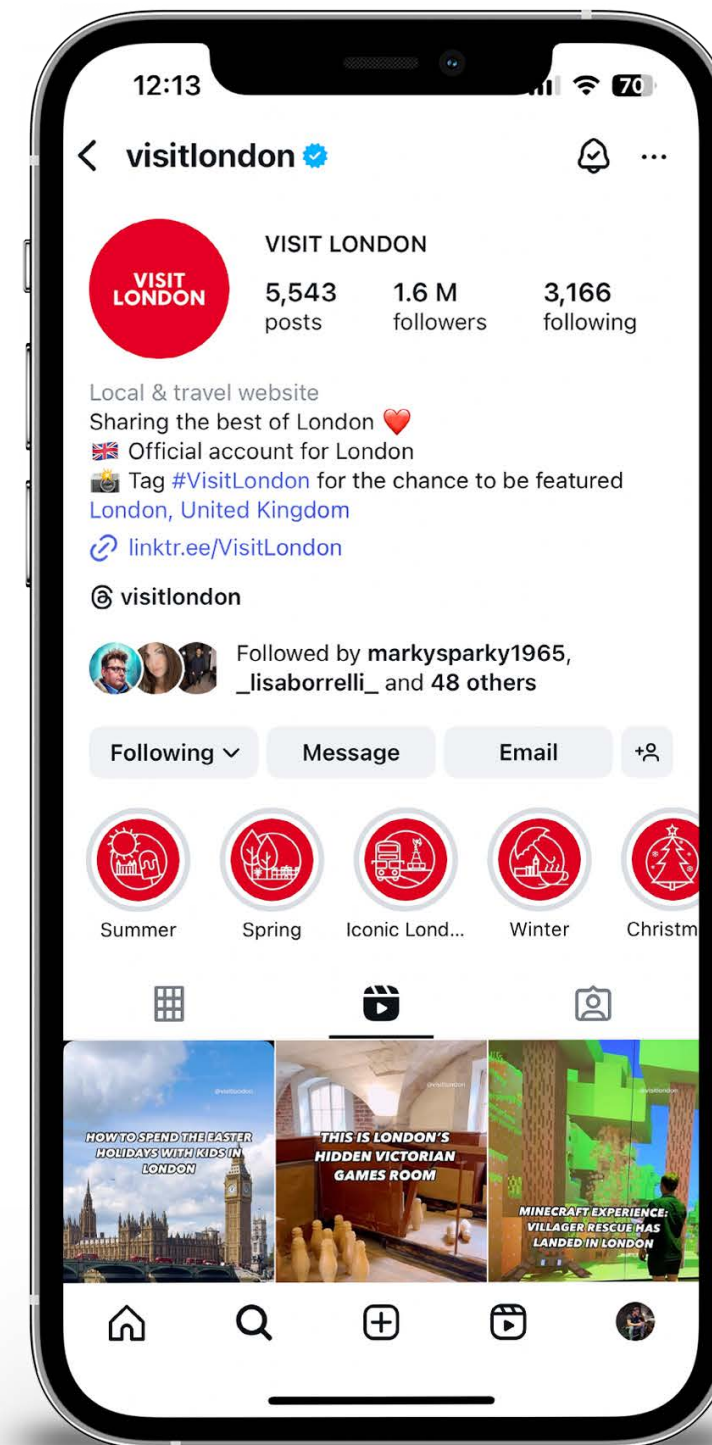 12:13
70
visitlondon
VISIT LONDON
VISIT
LONDON
5,543
posts
1.6 M
followers
3,166
following
Local & travel website
Sharing the best of London ❤️
🇬🇧 Official account for London
📸 Tag #VisitLondon for the chance to be featured
London, United Kingdom
linktr.ee/VisitLondon
visitlondon
Followed by markysparky1965,
_lisaborrelli_ and 48 others
Following
Message
Email
Summer
Spring
Iconic Lond...
Winter
Christm
@visitlondon
HOW TO SPEND THE EASTER
HOLIDAYS WITH KIDS IN
LONDON
@visitlondon
THIS IS LONDON'S
HIDDEN VICTORIAN
GAMES ROOM
@visitlondon
MINECRAFT EXPERIENCE:
VILLAGER RESCUE HAS
LANDED IN LONDON